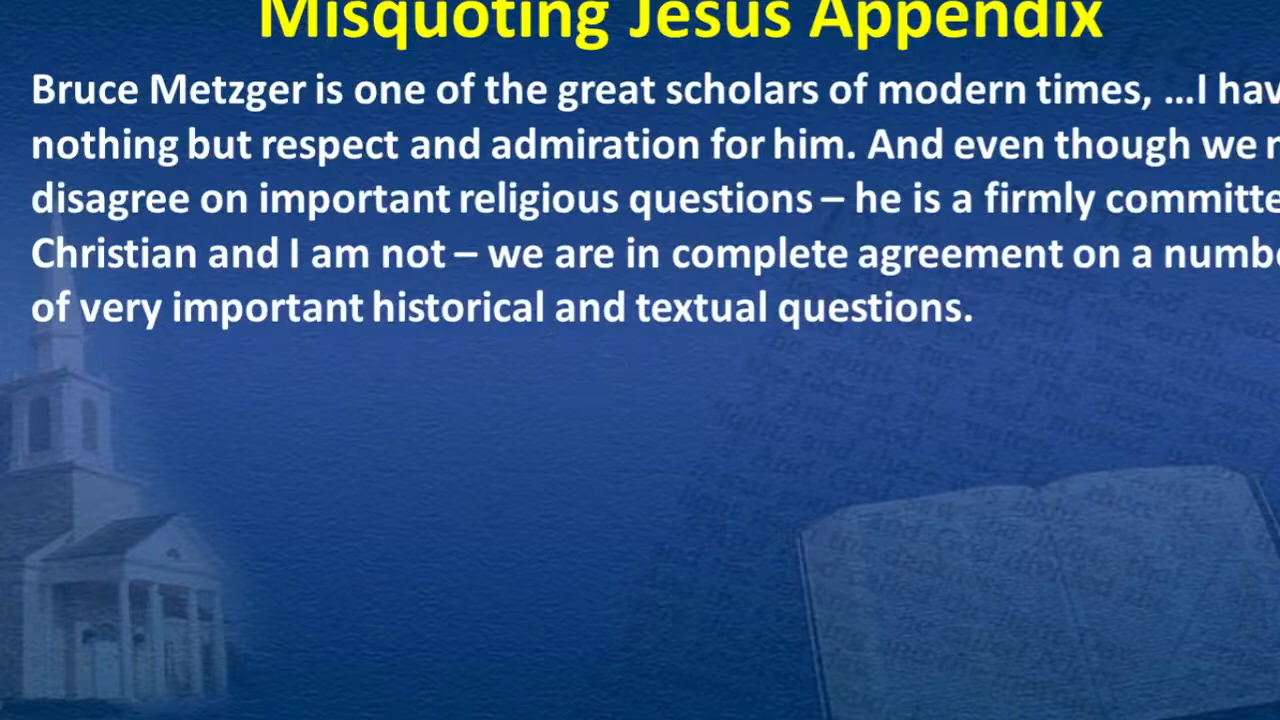 Misquoting Jesus Appendix
Bruce Metzger is one of the great scholars of modern times, ...I hav
nothing but respect and admiration for him. And even though we
disagree on important religious questions – he is a firmly committe
Christian and I am not – we are in complete agreement on a numbe
of very important historical and textual questions.